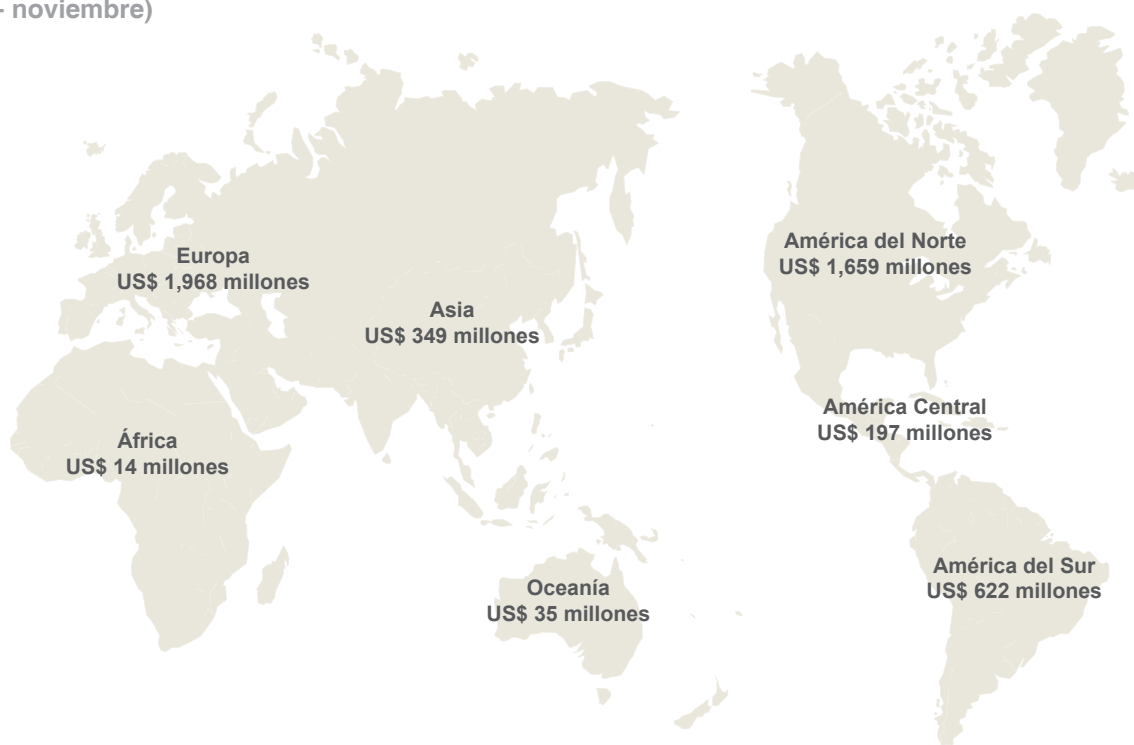 - noviembre)
América del Norte
US$ 1,659 millones
Europa
US$ 1,968 millones
Asia
US$ 349 millones
América Central
US$ 197 millones
África
US$ 14 millones
América del Sur
US$ 622 millones
Oceanía
US$ 35 millones